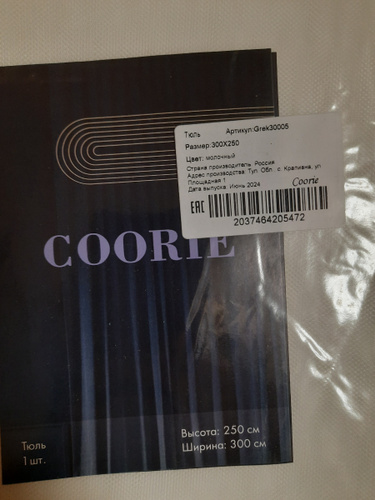 Тюль Артикул:Grek30005
Размер:300X250
Цвет: молочный
Страна производитель: Россия
Адрес производства: Тул. Обл., с. Крапивна, ул.
Площадная 1
Дата выпуска: Июнь 2024
Coorie
EAC
2037464205472
COORIE
Тюль
1 шт.
Высота: 250 см
Ширина: 300 см